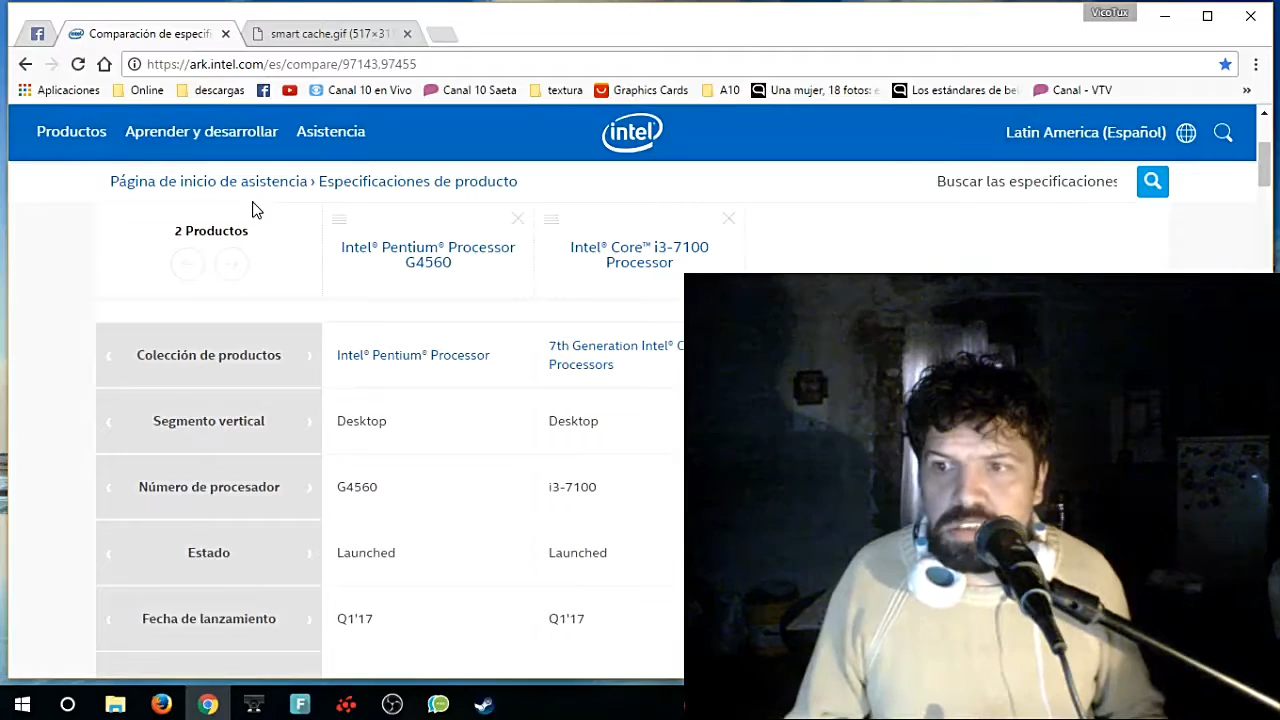 VicoTux
Comparación de especifi
smart cache.gif (517×31
https://ark.intel.com/es/compare/97143,97455
Aplicaciones
Online
descargas
Canal 10 en Vivo
Canal 10 Saeta
textura
Graphics Cards
A10
Una mujer, 18 fotos: e
Los estándares de bel
Canal - VTV
»
Productos
Aprender y desarrollar
Asistencia
intel
Latin America (Español)
Página de inicio de asistencia › Especificaciones de producto
Buscar las especificaciones
2 Productos
Intel® Pentium® Processor
G4560
Intel® Core™ i3-7100
Processor
Colección de productos
Intel® Pentium® Processor
7th Generation Intel® C
Processors
Segmento vertical
Desktop
Desktop
Número de procesador
G4560
i3-7100
Estado
Launched
Launched
Fecha de lanzamiento
Q1'17
Q1'17